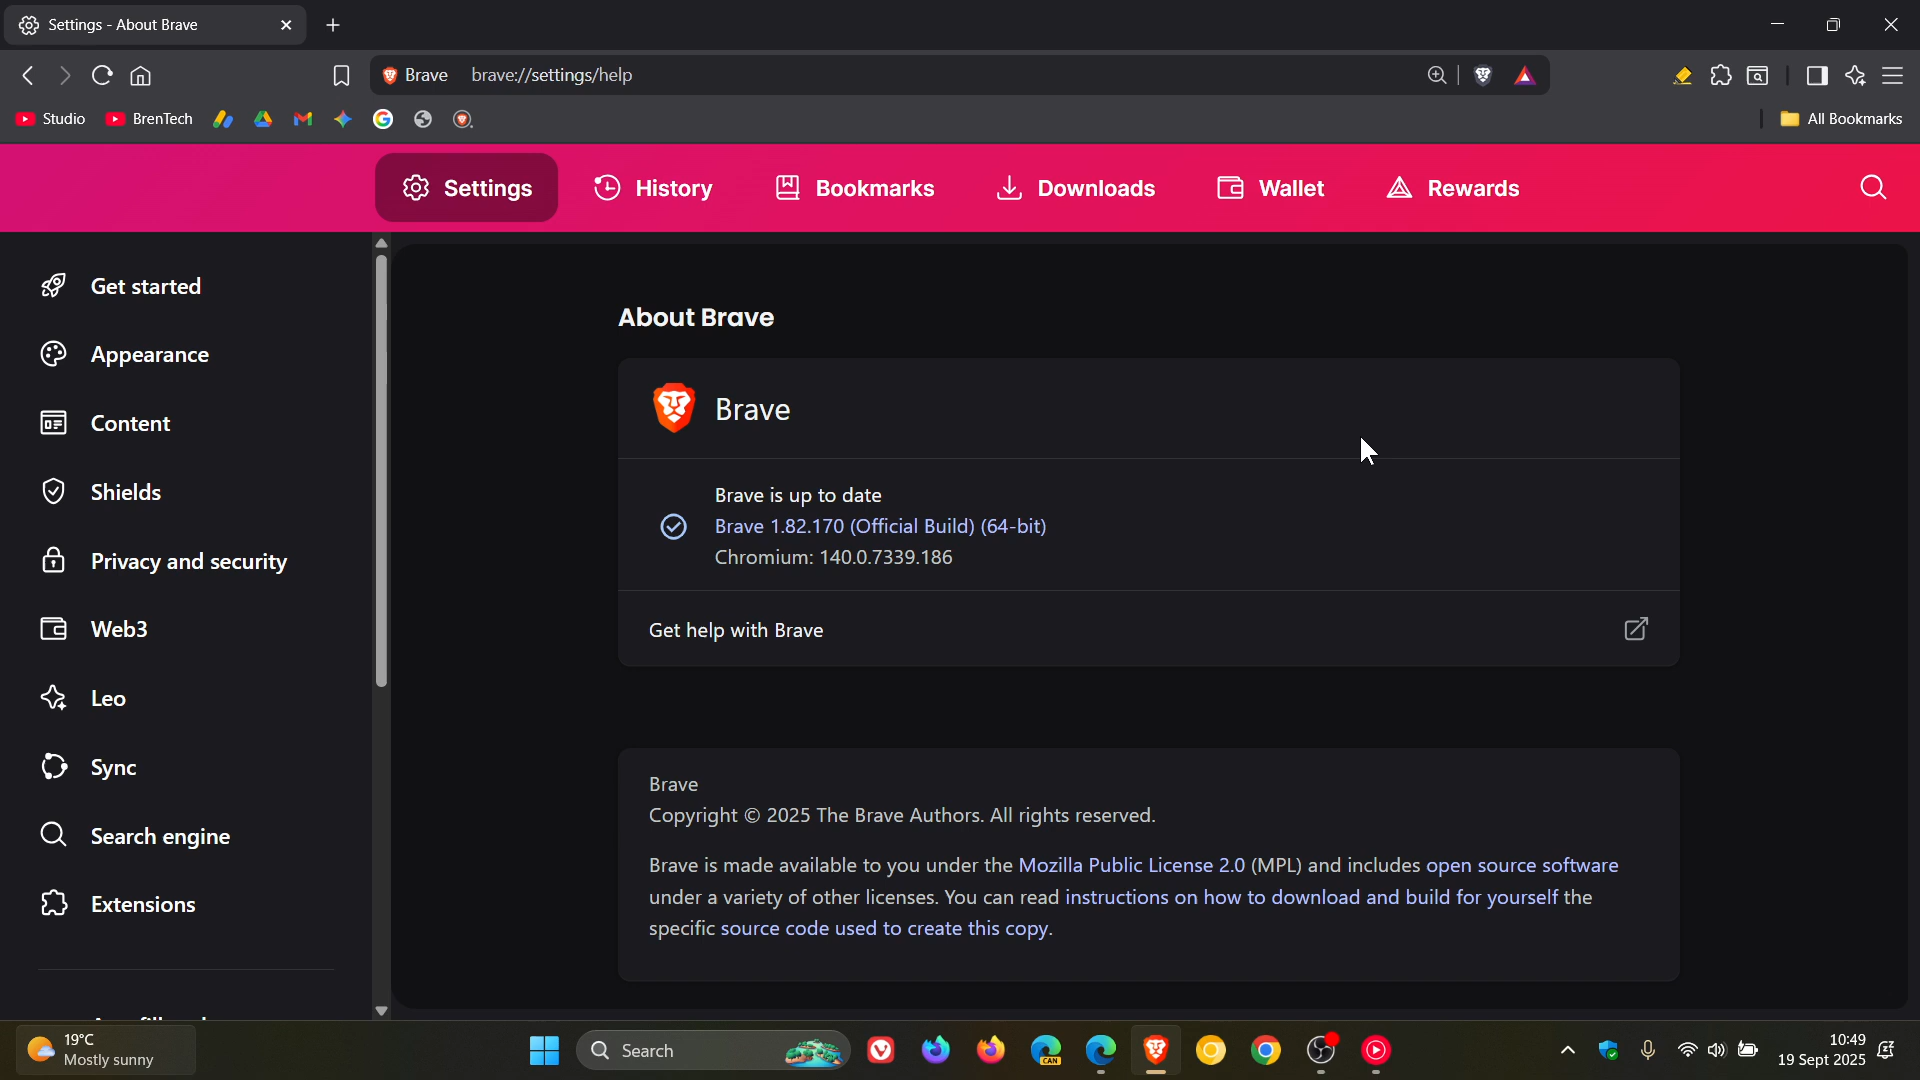 Settings - About Brave
Brave brave://settings/help
Studio BrenTech All Bookmarks
Settings History Bookmarks Downloads Wallet Rewards
Get started
Appearance
Content
Shields
Privacy and security
Web3
Leo
Sync
Search engine
Extensions
About Brave
Brave
Brave is up to date
Brave 1.82.170 (Official Build) (64-bit)
Chromium: 140.0.7339.186
Get help with Brave
Brave
Copyright © 2025 The Brave Authors. All rights reserved.
Brave is made available to you under the Mozilla Public License 2.0 (MPL) and includes open source software
under a variety of other licenses. You can read instructions on how to download and build for yourself the
specific source code used to create this copy.
19°C
Mostly sunny
Search
CAN
10:49
19 Sept 2025